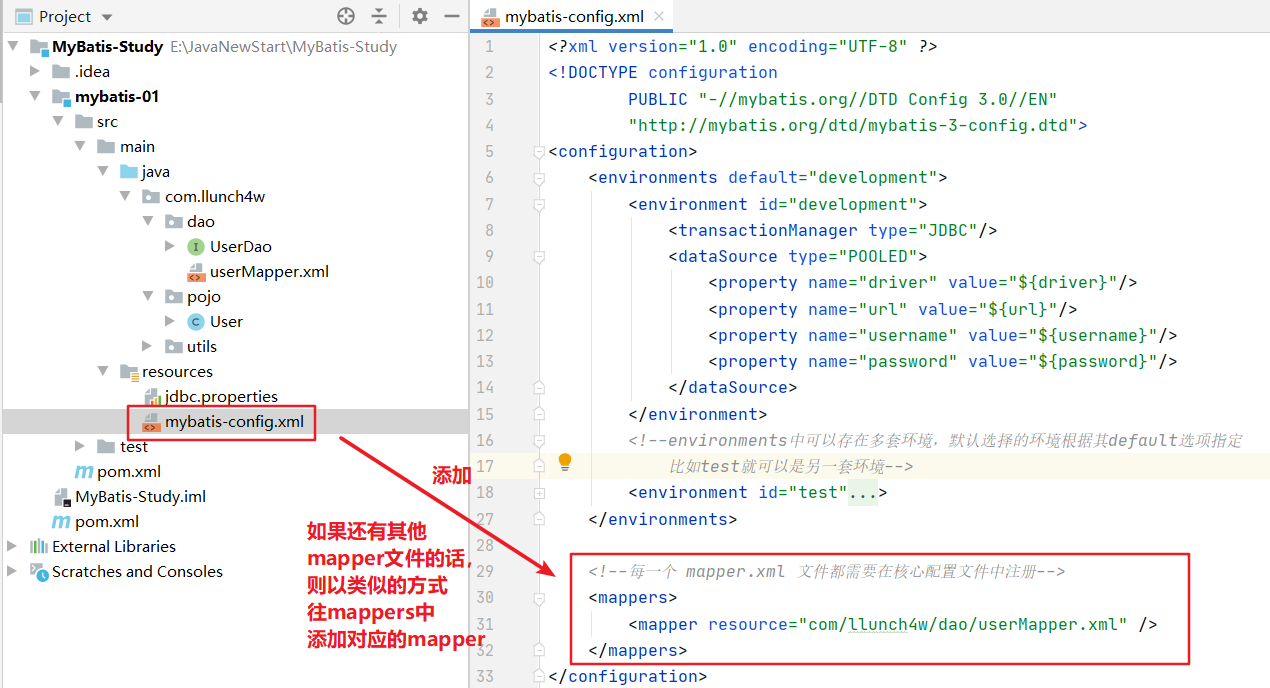 Project
MyBatis-Study E:\JavaNewStart\MyBatis-Study
.idea
mybatis-01
src
main
java
com.llunch4w
dao
I UserDao
<> userMapper.xml
pojo
C User
utils
resources
jdbc.properties
mybatis-config.xml
test
m pom.xml
MyBatis-Study.iml
m pom.xml
External Libraries
Scratches and Consoles
添加
如果还有其他
mapper文件的话，
则以类似的方式
往mappers中
添加对应的mapper
mybatis-config.xml
1 <?xml version="1.0" encoding="UTF-8" ?>
2 <!DOCTYPE configuration
3 PUBLIC "-//mybatis.org//DTD Config 3.0//EN"
4 "http://mybatis.org/dtd/mybatis-3-config.dtd">
5 <configuration>
6 <environments default="development">
7 <environment id="development">
8 <transactionManager type="JDBC"/>
9 <dataSource type="POOLED">
10 <property name="driver" value="${driver}"/>
11 <property name="url" value="${url}"/>
12 <property name="username" value="${username}"/>
13 <property name="password" value="${password}"/>
14 </dataSource>
15 </environment>
16 <!--environments中可以存在多套环境，默认选择的环境根据其default选项指定
17 比如test就可以是另一套环境-->
18 <environment id="test"...>
27 </environments>
28
29 <!--每一个 mapper.xml 文件都需要在核心配置文件中注册-->
30 <mappers>
31 <mapper resource="com/llunch4w/dao/userMapper.xml" />
32 </mappers>
33 </configuration>